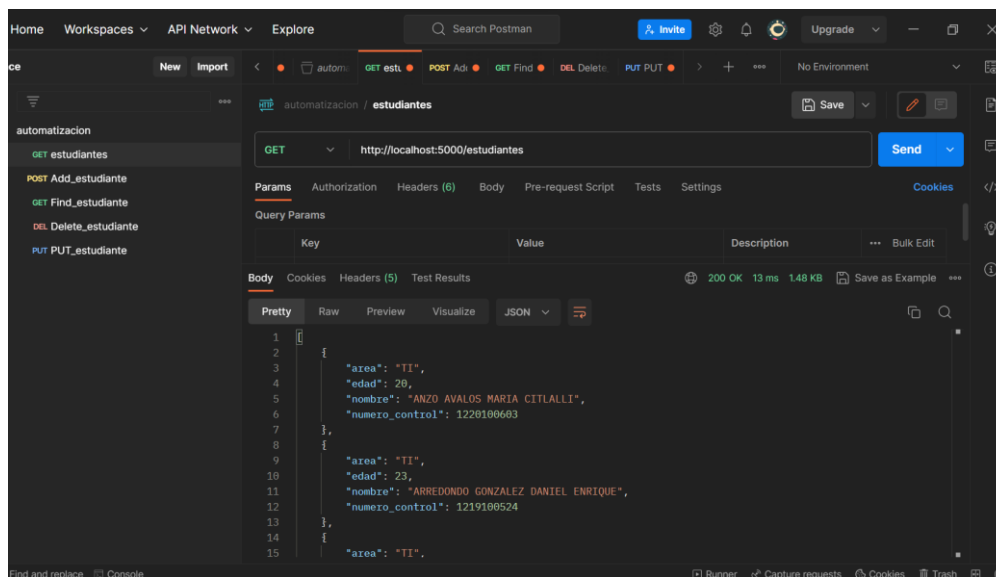 Home Workspaces API Network Explore Search Postman Invite Upgrade
ce New Import autom GET estu POST Ad GET Find DEL Delete PUT PUT No Environment
automatizacion / estudiantes Save
automatizacion
GET estudiantes
POST Add_estudiante
GET Find_estudiante
DEL Delete_estudiante
PUT PUT_estudiante
GET http://localhost:5000/estudiantes Send
Params Authorization Headers (6) Body Pre-request Script Tests Settings Cookies
Query Params
Key Value Description Bulk Edit
Body Cookies Headers (5) Test Results 200 OK 13 ms 1.48 KB Save as Example
Pretty Raw Preview Visualize JSON
1 [
2 {
3 "area": "TI",
4 "edad": 20,
5 "nombre": "ANZO AVALOS MARIA CITLALLI",
6 "numero_control": 1220100603
7 },
8 {
9 "area": "TI",
10 "edad": 23,
11 "nombre": "ARREDONDO GONZALEZ DANIEL ENRIQUE",
12 "numero_control": 1219100524
13 },
14 {
15 "area": "TI",
Find and replace Console Runner Capture requests Cookies Trash